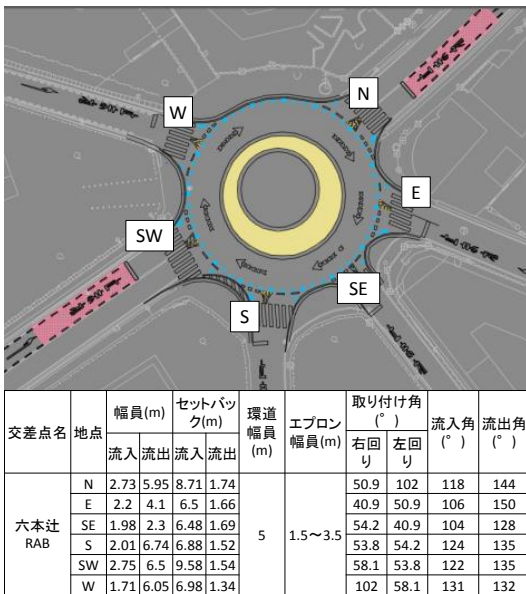 N
W
E
SW
SE
S
交差点名 地点 幅員(m) セットバック(m) 環道幅員(m) エプロン幅員(m) 取り付け角(°) 流入角(°) 流出角(°)
流入 流出 流入 流出 右回り 左回り
六本辻RAB 5 1.5～3.5
N 2.73 5.95 8.71 1.74 50.9 102 118 144
E 2.2 4.1 6.5 1.66 40.9 50.9 106 150
SE 1.98 2.3 6.48 1.69 54.2 40.9 104 128
S 2.01 6.74 6.88 1.52 53.8 54.2 124 135
SW 2.75 6.5 9.58 1.54 58.1 53.8 122 135
W 1.71 6.05 6.98 1.34 102 58.1 131 132